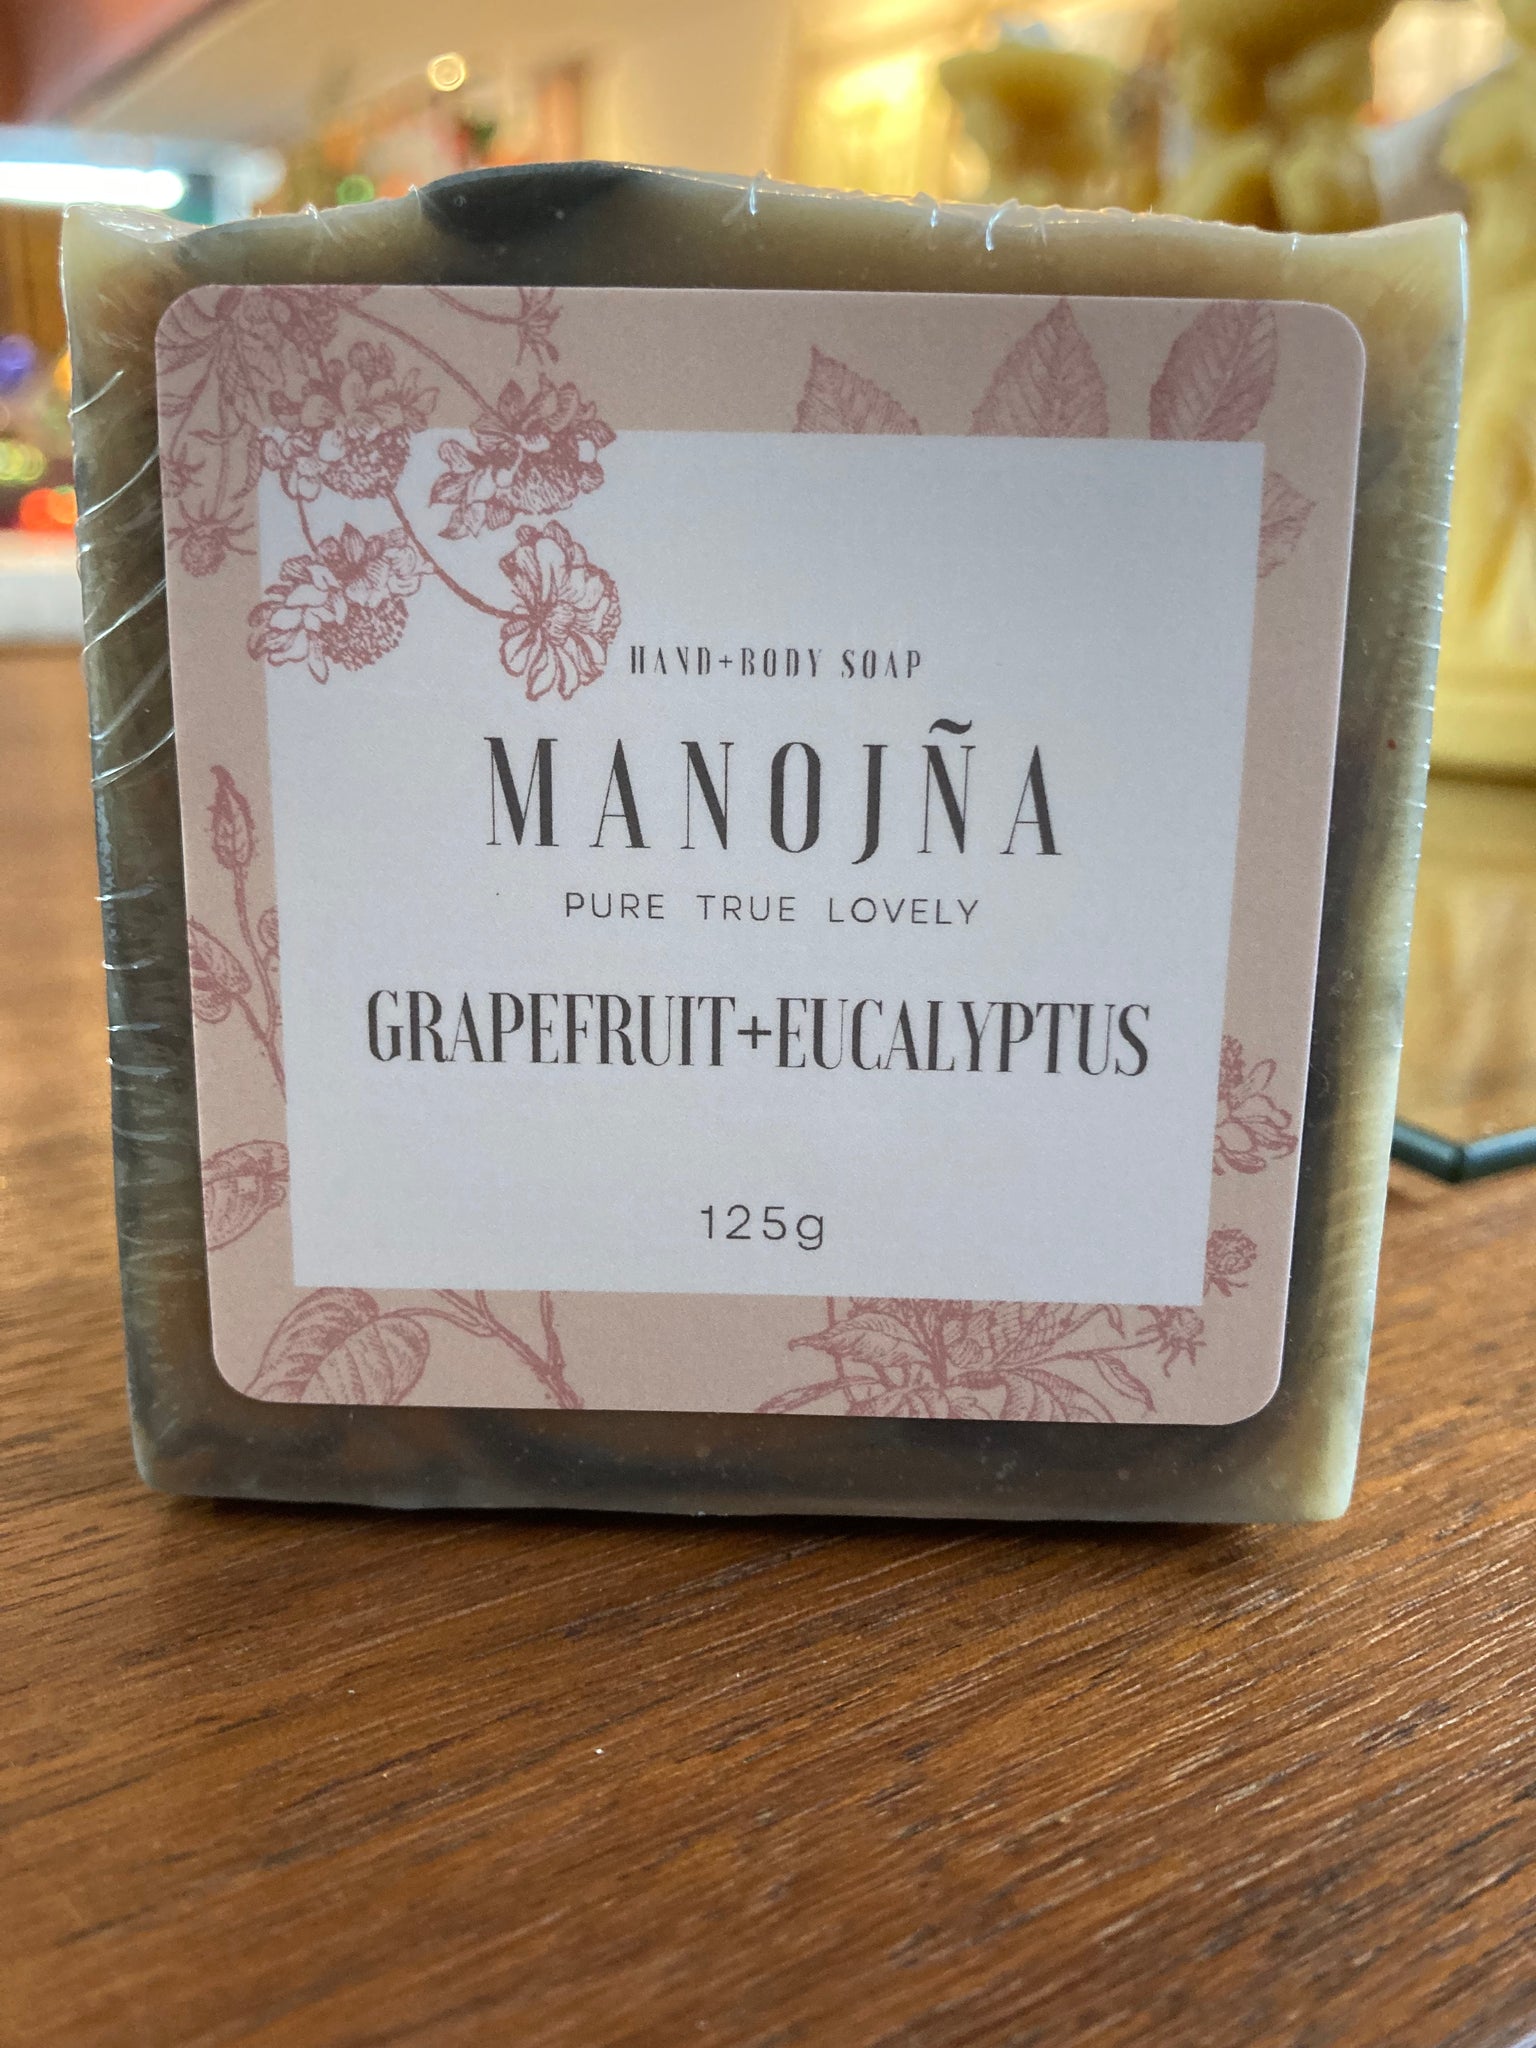 HAND+BODY SOAP
MANOJÑA
PURE TRUE LOVELY
GRAPEFRUIT+EUCALYPTUS
125g